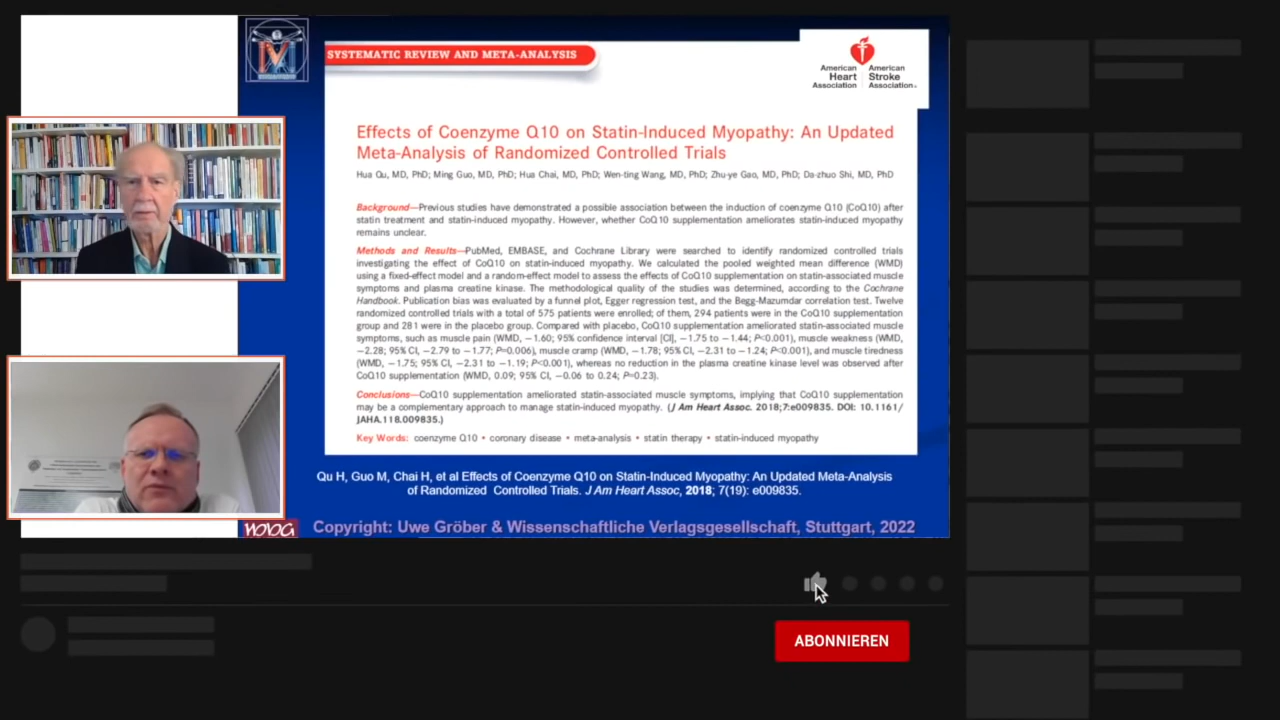 SYSTEMATIC REVIEW AND META-ANALYSIS
American Heart Association
American Stroke Association
Effects of Coenzyme Q10 on Statin-Induced Myopathy: An Updated
Meta-Analysis of Randomized Controlled Trials
Hua Qu, MD, PhD; Ming Guo, MD, PhD; Hua Chai, MD, PhD; Wen-ting Wang, MD, PhD; Zhu-ye Gao, MD, PhD; Da-zhuo Shi, MD, PhD
Background—Previous studies have demonstrated a possible association between the induction of coenzyme Q10 (CoQ10) after
statin treatment and statin-induced myopathy. However, whether CoQ10 supplementation ameliorates statin-induced myopathy
remains unclear.
Methods and Results—PubMed, EMBASE, and Cochrane Library were searched to identify randomized controlled trials
investigating the effect of CoQ10 on statin-induced myopathy. We calculated the pooled weighted mean difference (WMD)
using a fixed-effect model and a random-effect model to assess the effects of CoQ10 supplementation on statin-associated muscle
symptoms and plasma creatine kinase. The methodological quality of the studies was determined, according to the Cochrane
Handbook. Publication bias was evaluated by a funnel plot, Egger regression test, and the Begg-Mazumdar correlation test. Twelve
randomized controlled trials with a total of 575 patients were enrolled; of them, 294 patients were in the CoQ10 supplementation
group and 281 were in the placebo group. Compared with placebo, CoQ10 supplementation ameliorated statin-associated muscle
symptoms, such as muscle pain (WMD, −1.60; 95% confidence interval [CI], −1.75 to −1.44; P<0.001), muscle weakness (WMD,
−2.28; 95% CI, −2.79 to −1.77; P=0.006), muscle cramp (WMD, −1.78; 95% CI, −2.31 to −1.24; P<0.001), and muscle tiredness
(WMD, −1.75; 95% CI, −2.31 to −1.19; P<0.001), whereas no reduction in the plasma creatine kinase level was observed after
CoQ10 supplementation (WMD, 0.09; 95% CI, −0.06 to 0.24; P=0.23).
Conclusions—CoQ10 supplementation ameliorated statin-associated muscle symptoms, implying that CoQ10 supplementation
may be a complementary approach to manage statin-induced myopathy. (J Am Heart Assoc. 2018;7:e009835. DOI: 10.1161/
JAHA.118.009835.)
Key Words: coenzyme Q10 • coronary disease • meta-analysis • statin therapy • statin-induced myopathy
Qu H, Guo M, Chai H, et al Effects of Coenzyme Q10 on Statin-Induced Myopathy: An Updated Meta-Analysis
of Randomized Controlled Trials. J Am Heart Assoc, 2018; 7(19): e009835.
Copyright: Uwe Gröber & Wissenschaftliche Verlagsgesellschaft, Stuttgart, 2022
ABONNIEREN